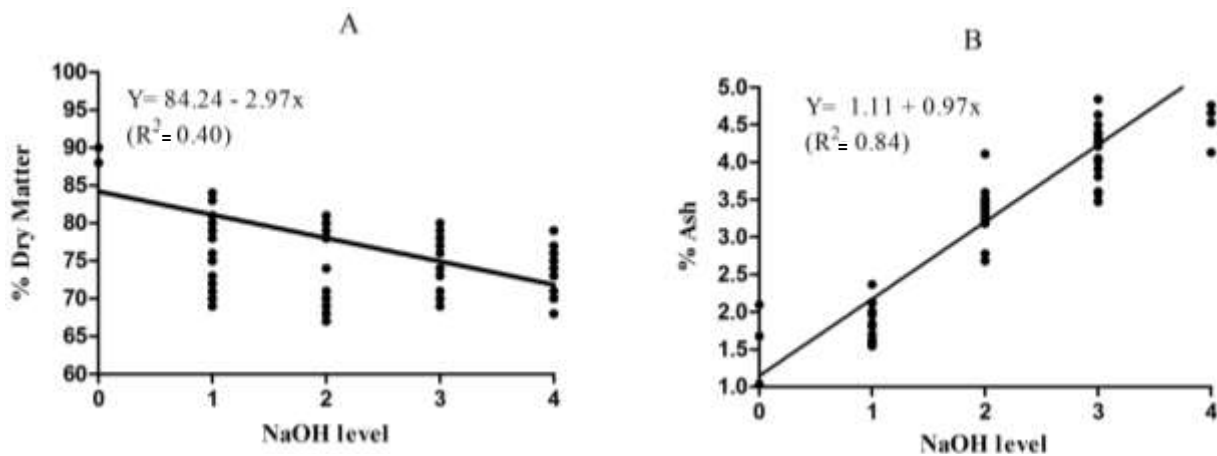 A
% Dry Matter
100
95
90
85
80
75
70
65
60
Y= 84.24 - 2.97x
(R²= 0.40)
0 1 2 3 4
NaOH level
B
% Ash
5.0
4.5
4.0
3.5
3.0
2.5
2.0
1.5
1.0
Y= 1.11 + 0.97x
(R²= 0.84)
0 1 2 3 4
NaOH level